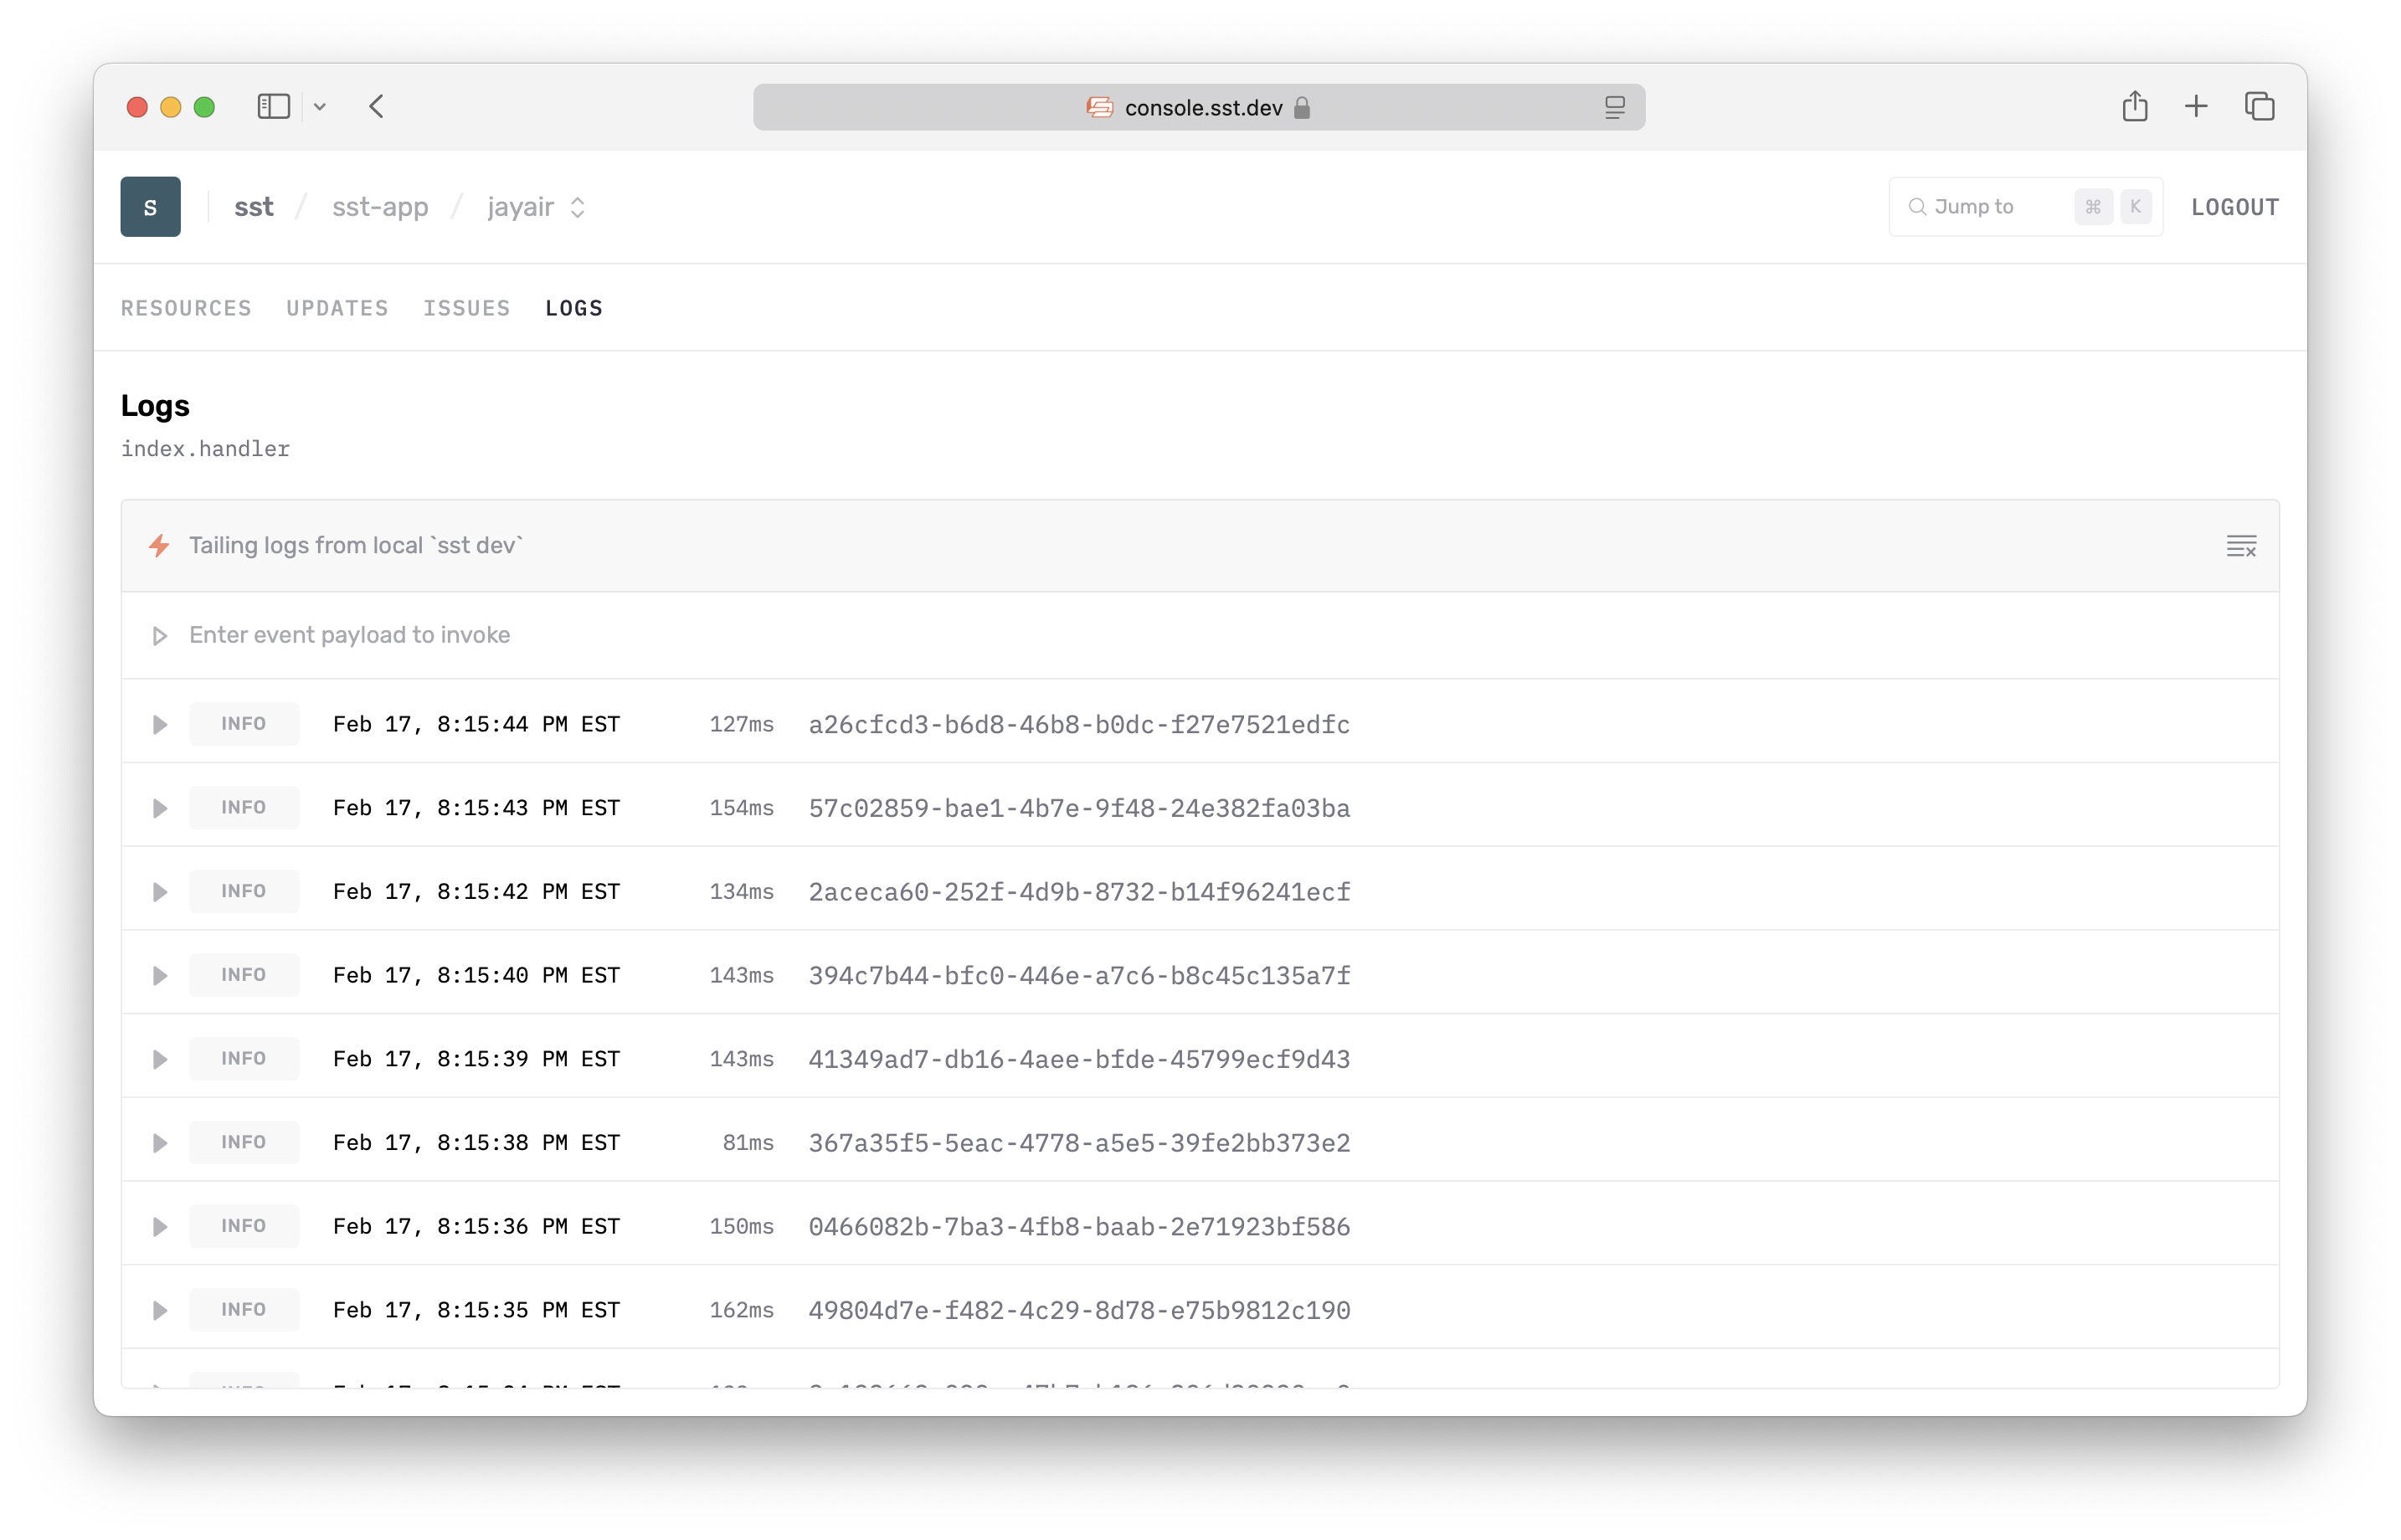 console.sst.dev
S sst / sst-app / jayair Jump to ⌘ K LOGOUT
RESOURCES UPDATES ISSUES LOGS
Logs
index.handler
Tailing logs from local `sst dev`
Enter event payload to invoke
INFO Feb 17, 8:15:44 PM EST 127ms a26cfcd3-b6d8-46b8-b0dc-f27e7521edfc
INFO Feb 17, 8:15:43 PM EST 154ms 57c02859-bae1-4b7e-9f48-24e382fa03ba
INFO Feb 17, 8:15:42 PM EST 134ms 2aceca60-252f-4d9b-8732-b14f96241ecf
INFO Feb 17, 8:15:40 PM EST 143ms 394c7b44-bfc0-446e-a7c6-b8c45c135a7f
INFO Feb 17, 8:15:39 PM EST 143ms 41349ad7-db16-4aee-bfde-45799ecf9d43
INFO Feb 17, 8:15:38 PM EST 81ms 367a35f5-5eac-4778-a5e5-39fe2bb373e2
INFO Feb 17, 8:15:36 PM EST 150ms 0466082b-7ba3-4fb8-baab-2e71923bf586
INFO Feb 17, 8:15:35 PM EST 162ms 49804d7e-f482-4c29-8d78-e75b9812c190